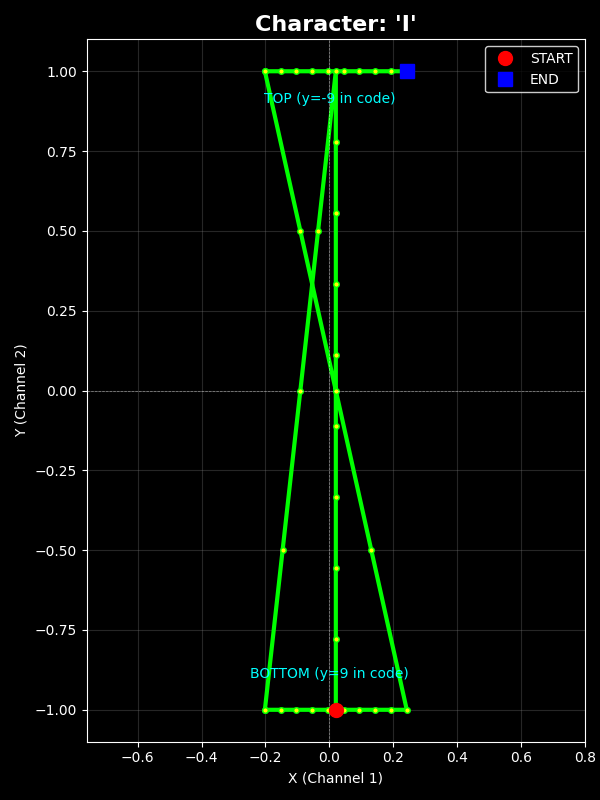 Character: 'I'
START
END
TOP (y=-9 in code)
BOTTOM (y=9 in code)
1.00
0.75
0.50
0.25
0.00
−0.25
−0.50
−0.75
−1.00
Y (Channel 2)
−0.6 −0.4 −0.2 0.0 0.2 0.4 0.6 0.8
X (Channel 1)